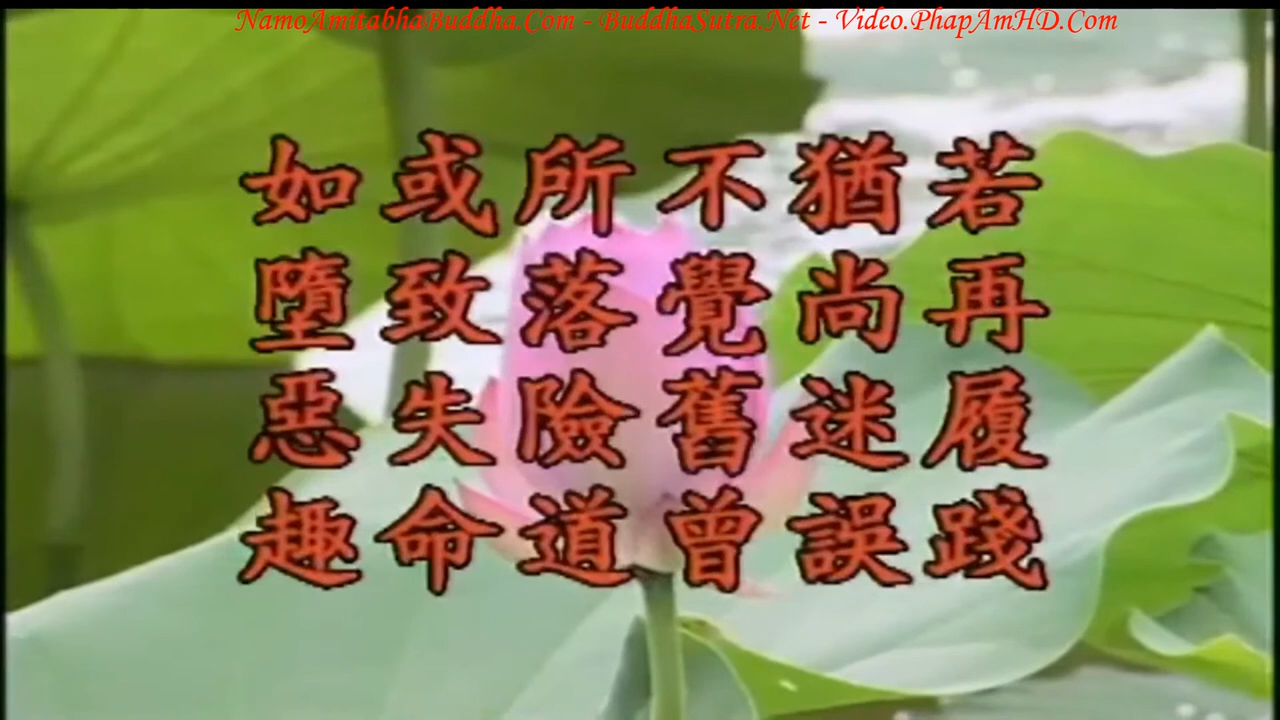 NamoAmitabhaBuddha.Com - BuddhaSutra.Net - Video.PhapAmHD.Com
若再履踐
猶尚迷誤
不覺舊曾
所落險道
或致失命
如墮惡趣